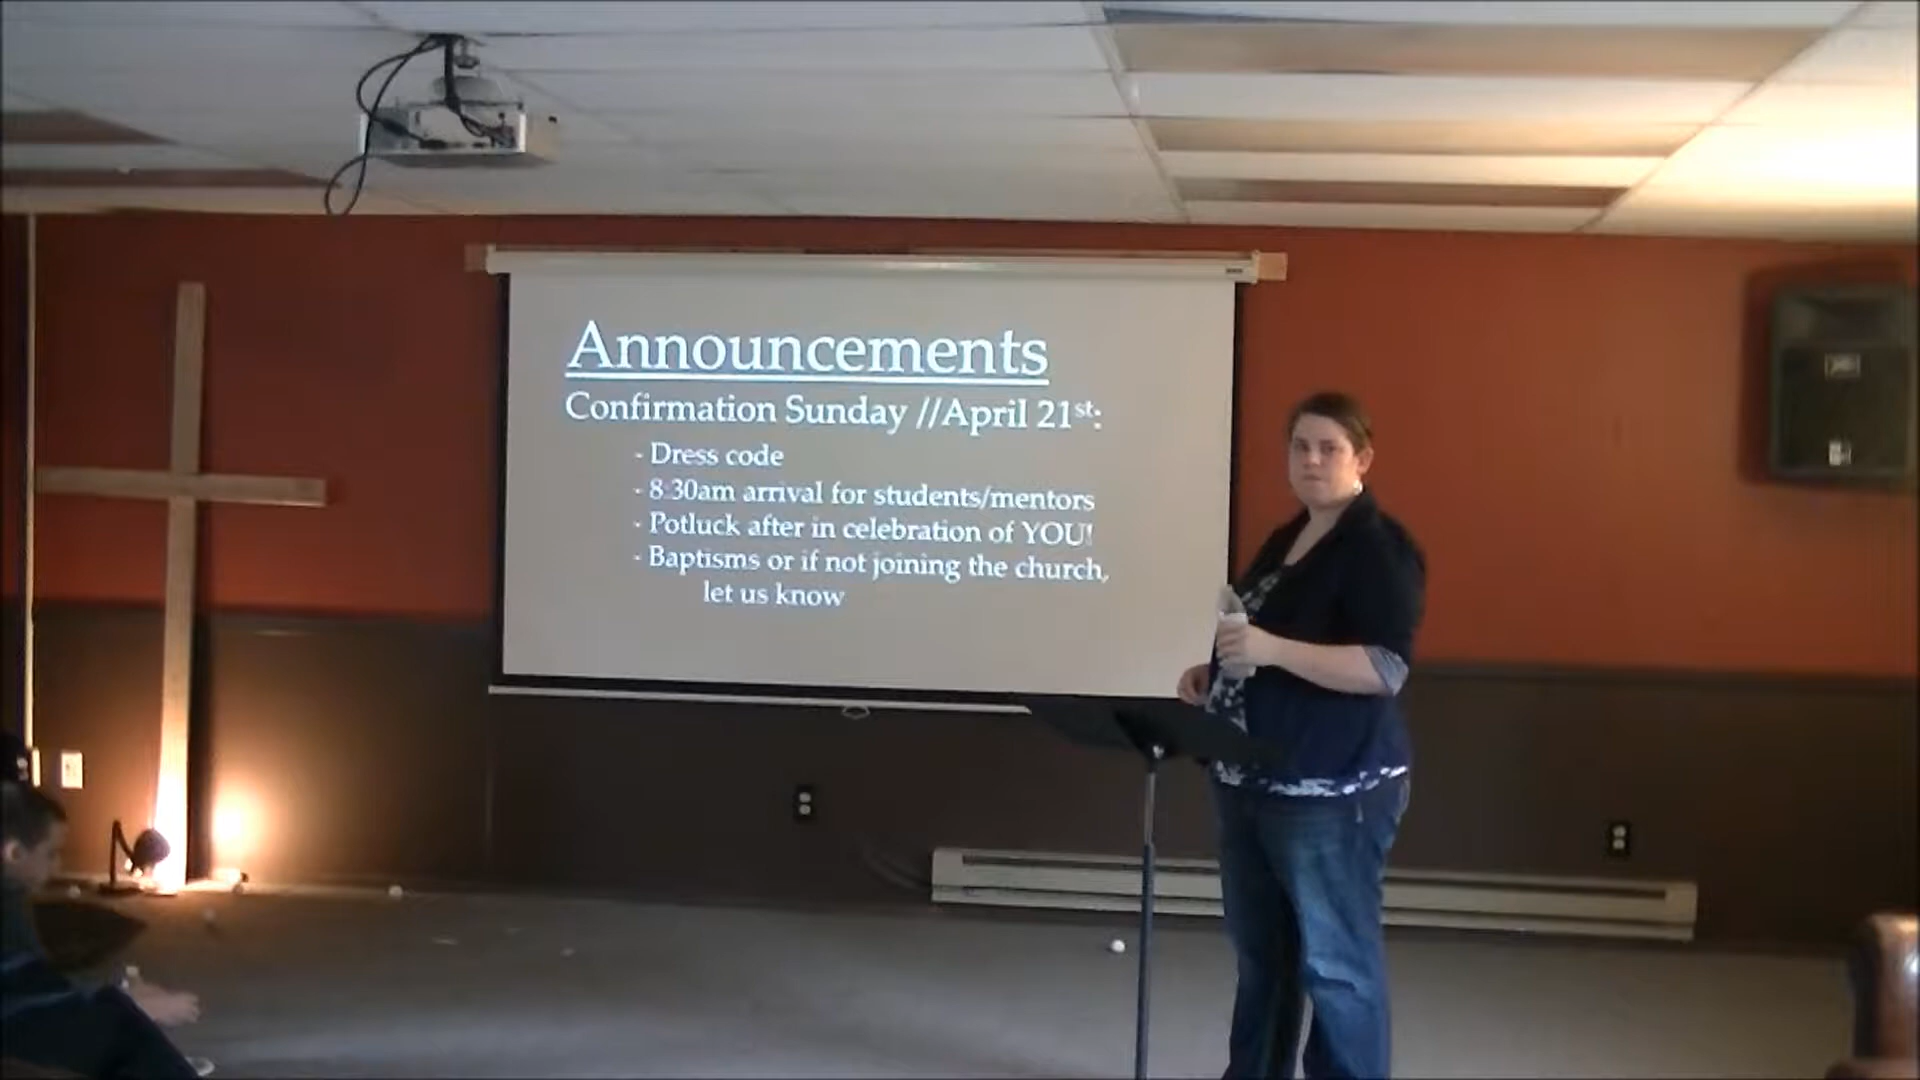 Announcements
Confirmation Sunday //April 21st:
- Dress code
- 8:30am arrival for students/mentors
- Potluck after in celebration of YOU!
- Baptisms or if not joining the church,
let us know